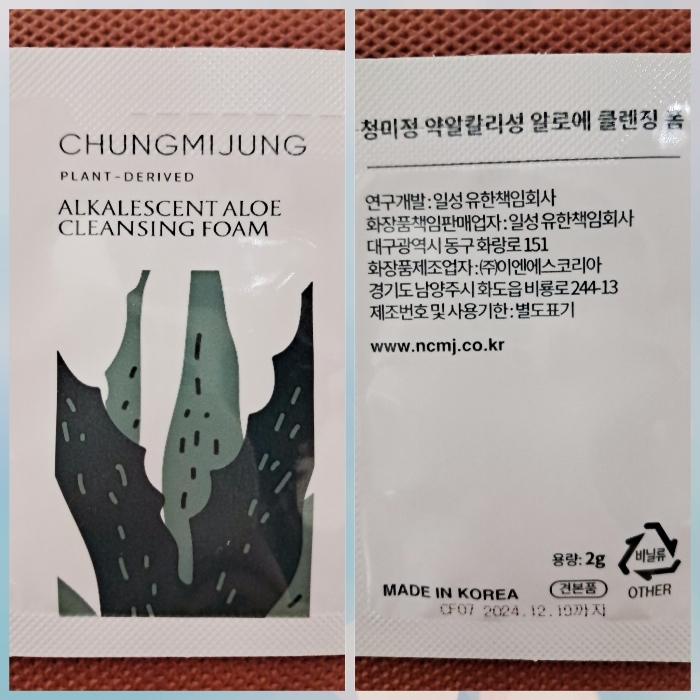 CHUNGMIJUNG
PLANT-DERIVED
ALKALESCENT ALOE
CLEANSING FOAM
청미정 약알칼리성 알로에 클렌징 폼
연구개발:일성 유한책임회사
화장품책임판매업자:일성 유한책임회사
대구광역시 동구 화랑로 151
화장품제조업자:㈜이엔에스코리아
경기도 남양주시 화도읍 비룡로 244-13
제조번호 및 사용기한:별도표기
www.ncmj.co.kr
용량: 2g
비닐류
MADE IN KOREA
견본품
OTHER
CF07 2024.12.19까지